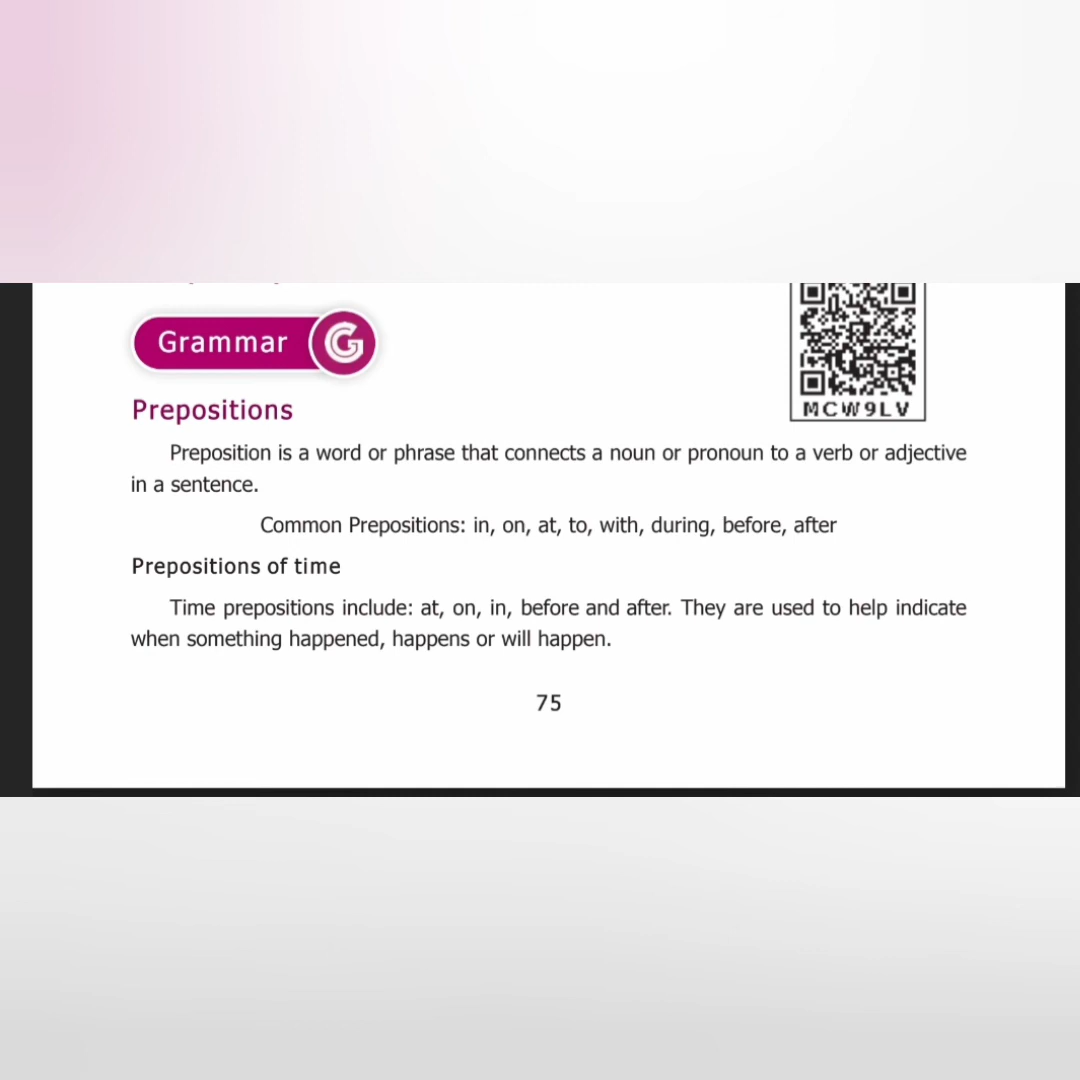 Grammar G
MCW9LV
Prepositions
Preposition is a word or phrase that connects a noun or pronoun to a verb or adjective
in a sentence.
Common Prepositions: in, on, at, to, with, during, before, after
Prepositions of time
Time prepositions include: at, on, in, before and after. They are used to help indicate
when something happened, happens or will happen.
75